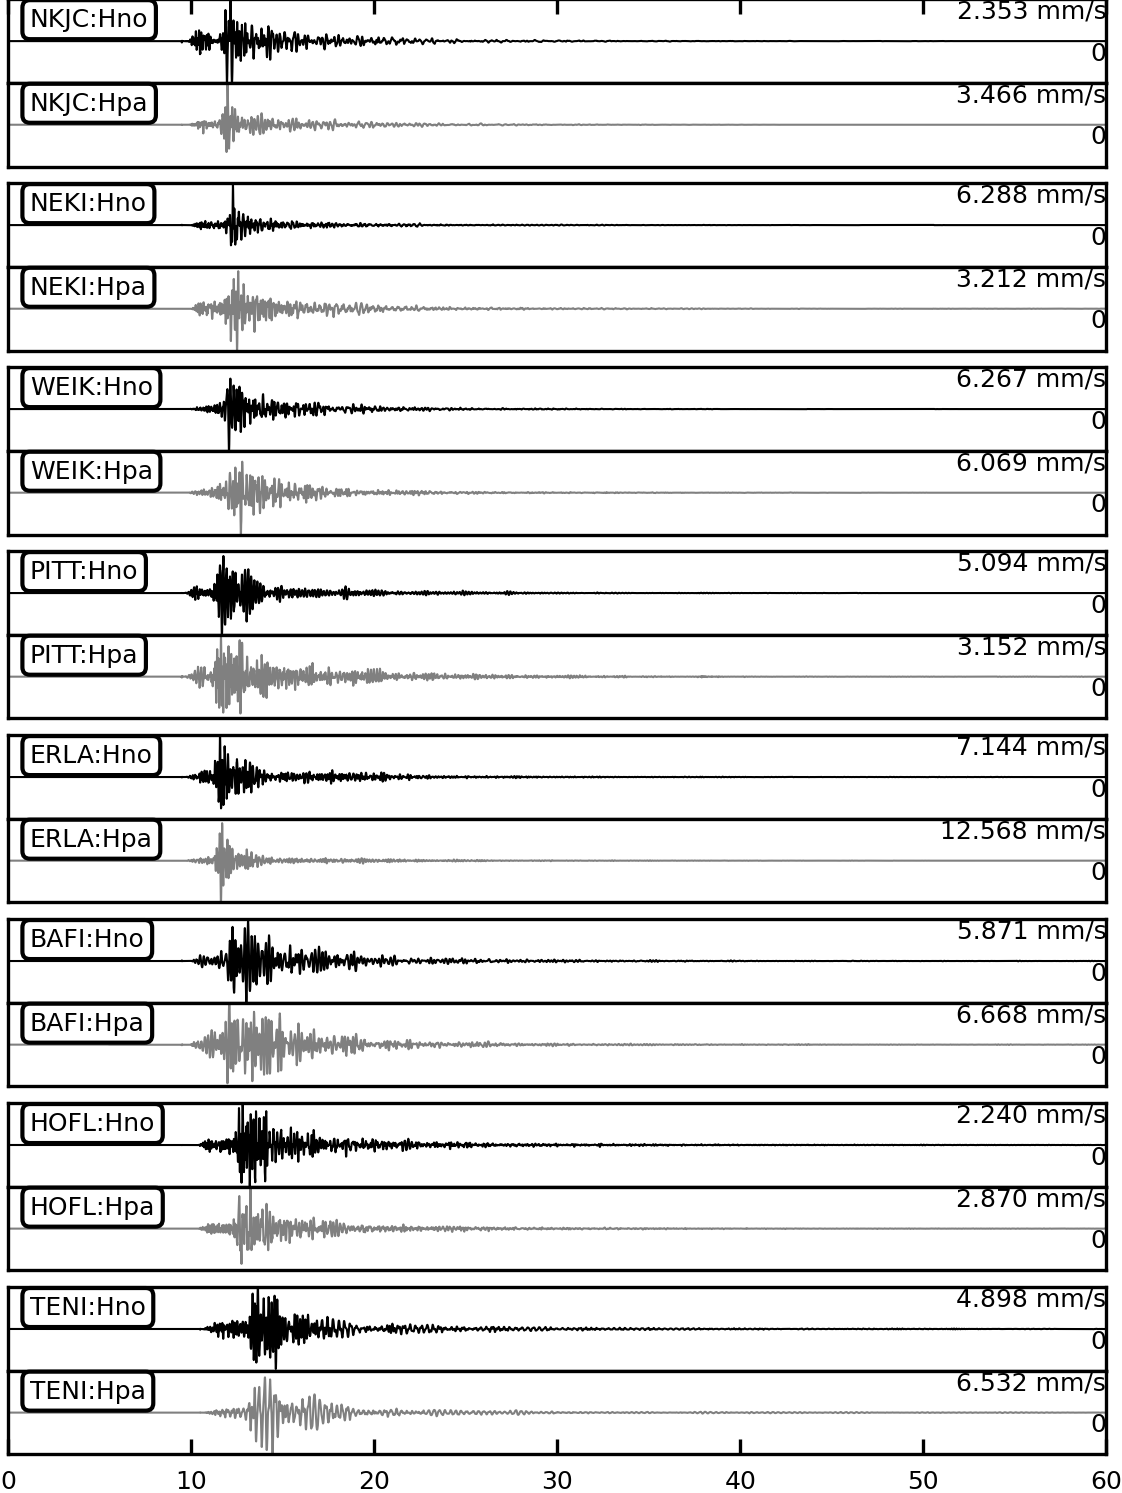 NKJC:Hno 2.353 mm/s
0
NKJC:Hpa 3.466 mm/s
0
NEKI:Hno 6.288 mm/s
0
NEKI:Hpa 3.212 mm/s
0
WEIK:Hno 6.267 mm/s
0
WEIK:Hpa 6.069 mm/s
0
PITT:Hno 5.094 mm/s
0
PITT:Hpa 3.152 mm/s
0
ERLA:Hno 7.144 mm/s
0
ERLA:Hpa 12.568 mm/s
0
BAFI:Hno 5.871 mm/s
0
BAFI:Hpa 6.668 mm/s
0
HOFL:Hno 2.240 mm/s
0
HOFL:Hpa 2.870 mm/s
0
TENI:Hno 4.898 mm/s
0
TENI:Hpa 6.532 mm/s
0
0 10 20 30 40 50 60